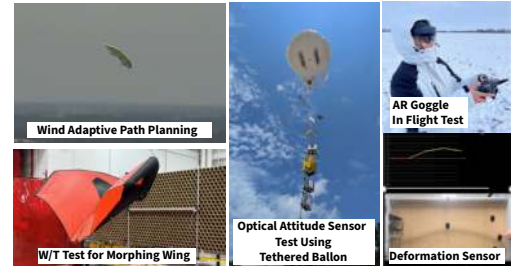 Wind Adaptive Path Planning
W/T Test for Morphing Wing
Optical Attitude Sensor
Test Using
Tethered Ballon
AR Goggle
In Flight Test
Deformation Sensor